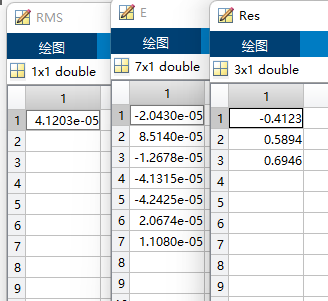 RMS
绘图
1x1 double
1
1 4.1203e-05
2
3
4
5
6
7
8
9
E
绘图
7x1 double
1
1 -2.0430e-05
2 8.5140e-05
3 -1.2678e-05
4 -4.1315e-05
5 -4.2425e-05
6 2.0674e-05
7 1.1080e-05
8
9
Res
绘图
3x1 double
1
1 -0.4123
2 0.5894
3 0.6946
4
5
6
7
8
9